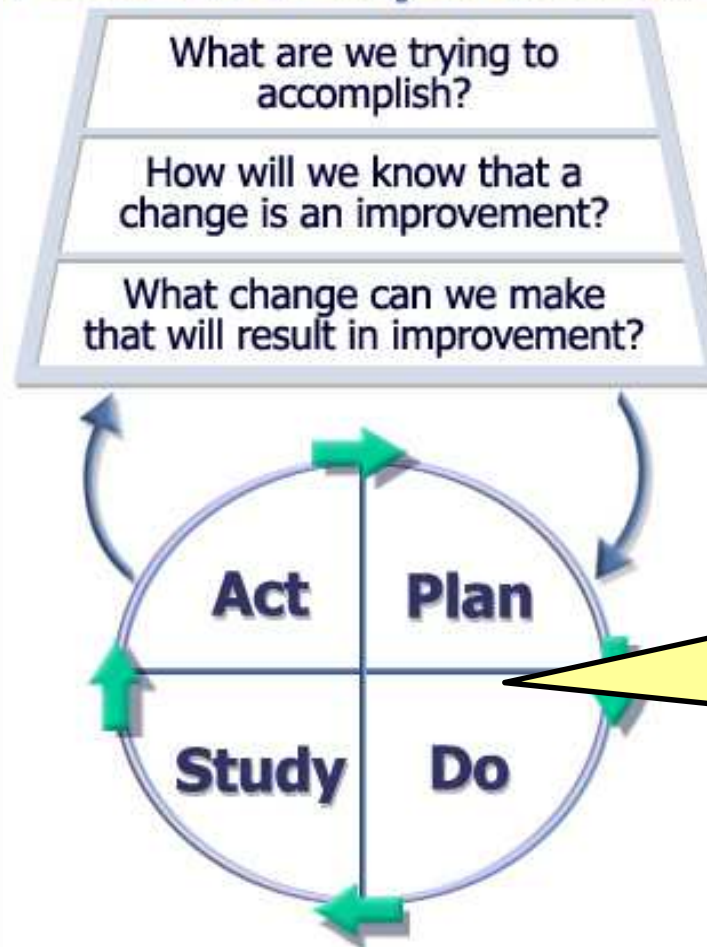 What are we trying to
accomplish?
How will we know that a
change is an improvement?
What change can we make
that will result in improvement?
Act
Plan
Study
Do